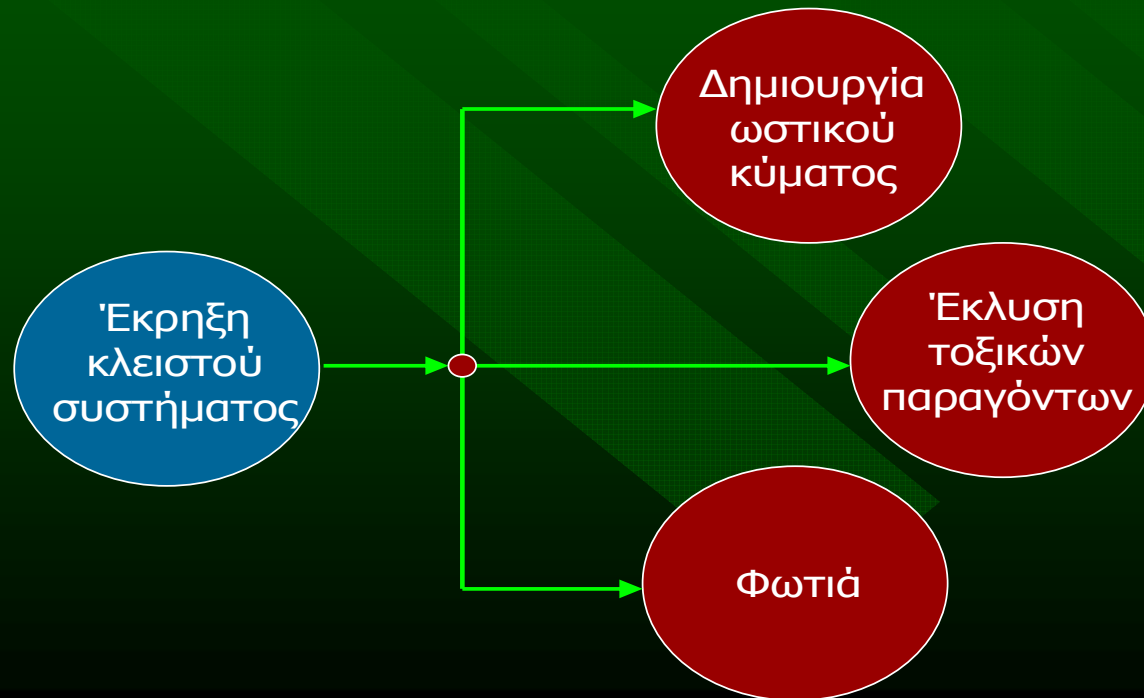 Δημιουργία
ωστικού
κύματος
Έκρηξη
κλειστού
συστήματος
Έκλυση
τοξικών
παραγόντων
Φωτιά